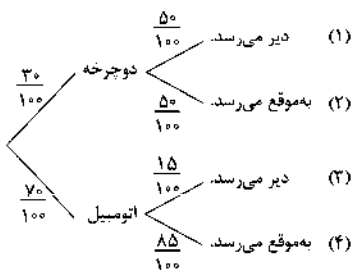 ۵۰/۱۰۰ دیر می‌رسد. (۱)
۳۰/۱۰۰ دوچرخه
۵۰/۱۰۰ به‌موقع می‌رسد. (۲)
۱۵/۱۰۰ دیر می‌رسد. (۳)
۷۰/۱۰۰ اتومبیل
۸۵/۱۰۰ به‌موقع می‌رسد. (۴)